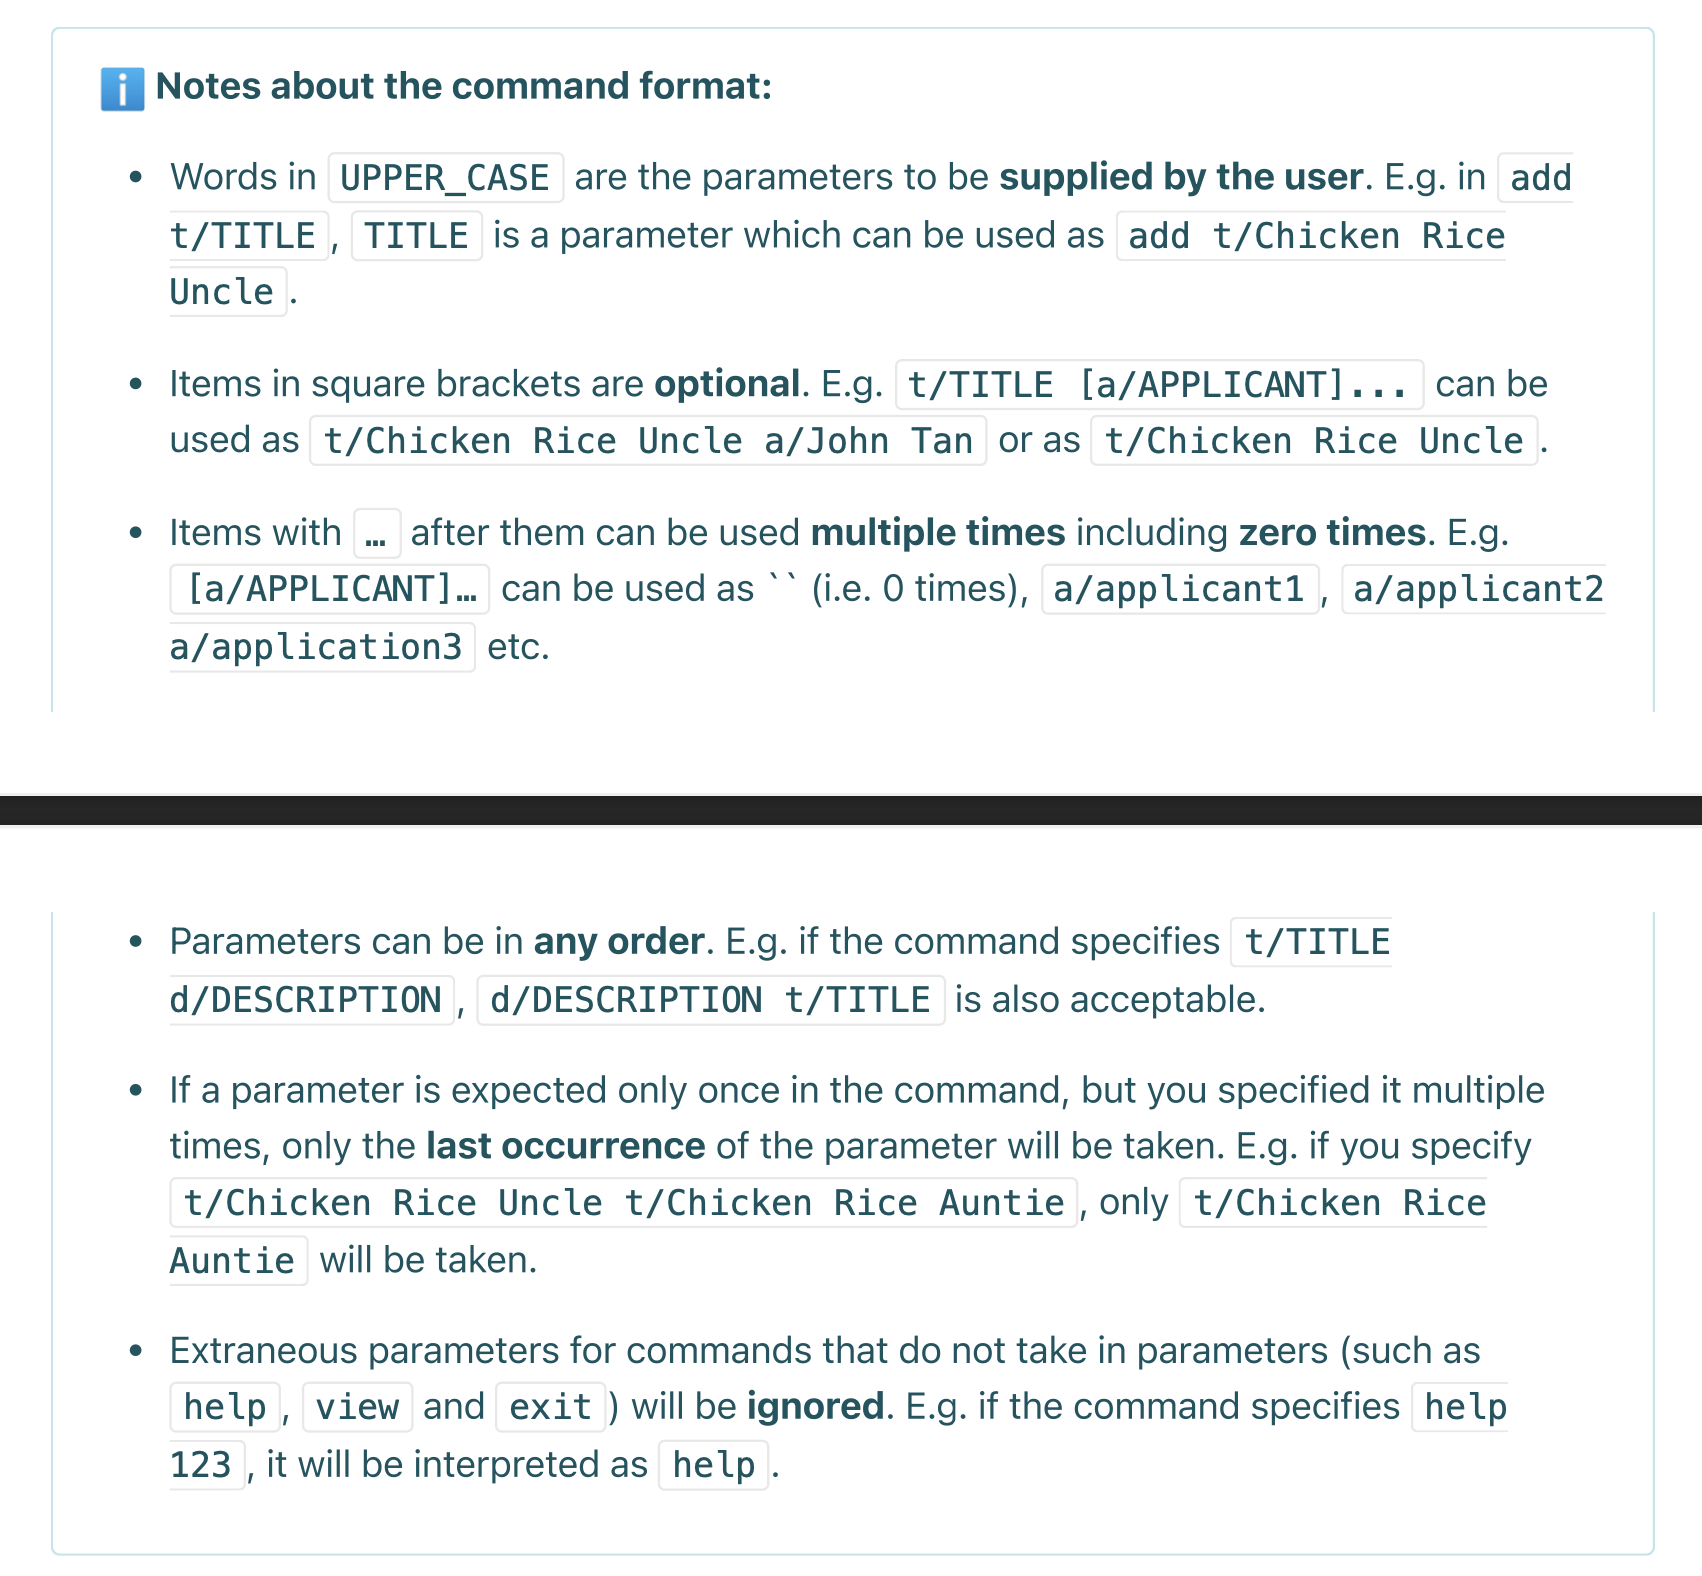 ℹ️ Notes about the command format:
• Words in UPPER_CASE are the parameters to be supplied by the user. E.g. in add
t/TITLE, TITLE is a parameter which can be used as add t/Chicken Rice
Uncle.
• Items in square brackets are optional. E.g. t/TITLE [a/APPLICANT]... can be
used as t/Chicken Rice Uncle a/John Tan or as t/Chicken Rice Uncle.
• Items with … after them can be used multiple times including zero times. E.g.
[a/APPLICANT]… can be used as `` (i.e. 0 times), a/applicant1, a/applicant2
a/application3 etc.
• Parameters can be in any order. E.g. if the command specifies t/TITLE
d/DESCRIPTION, d/DESCRIPTION t/TITLE is also acceptable.
• If a parameter is expected only once in the command, but you specified it multiple
times, only the last occurrence of the parameter will be taken. E.g. if you specify
t/Chicken Rice Uncle t/Chicken Rice Auntie, only t/Chicken Rice
Auntie will be taken.
• Extraneous parameters for commands that do not take in parameters (such as
help, view and exit) will be ignored. E.g. if the command specifies help
123, it will be interpreted as help.